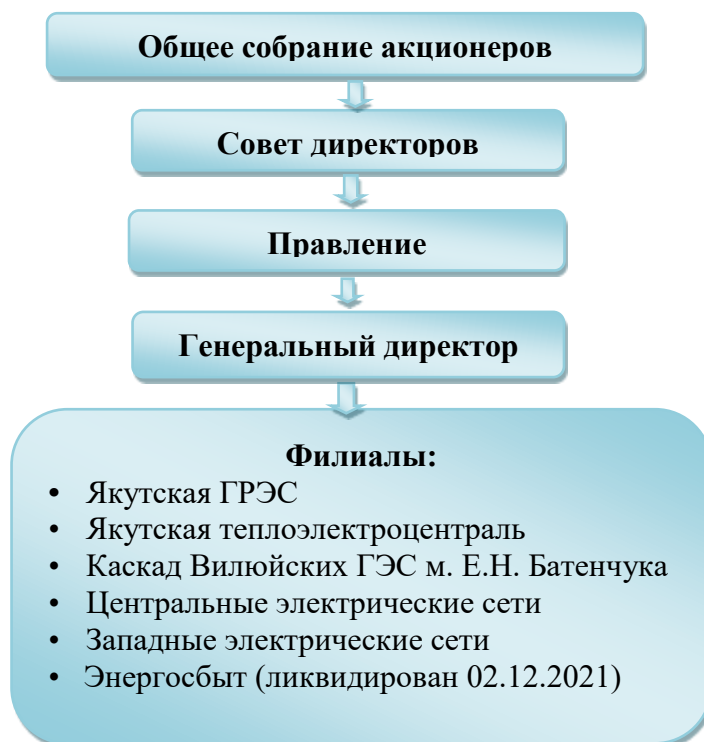 Общее собрание акционеров
Совет директоров
Правление
Генеральный директор
Филиалы:
• Якутская ГРЭС
• Якутская теплоэлектроцентраль
• Каскад Вилюйских ГЭС м. Е.Н. Батенчука
• Центральные электрические сети
• Западные электрические сети
• Энергосбыт (ликвидирован 02.12.2021)